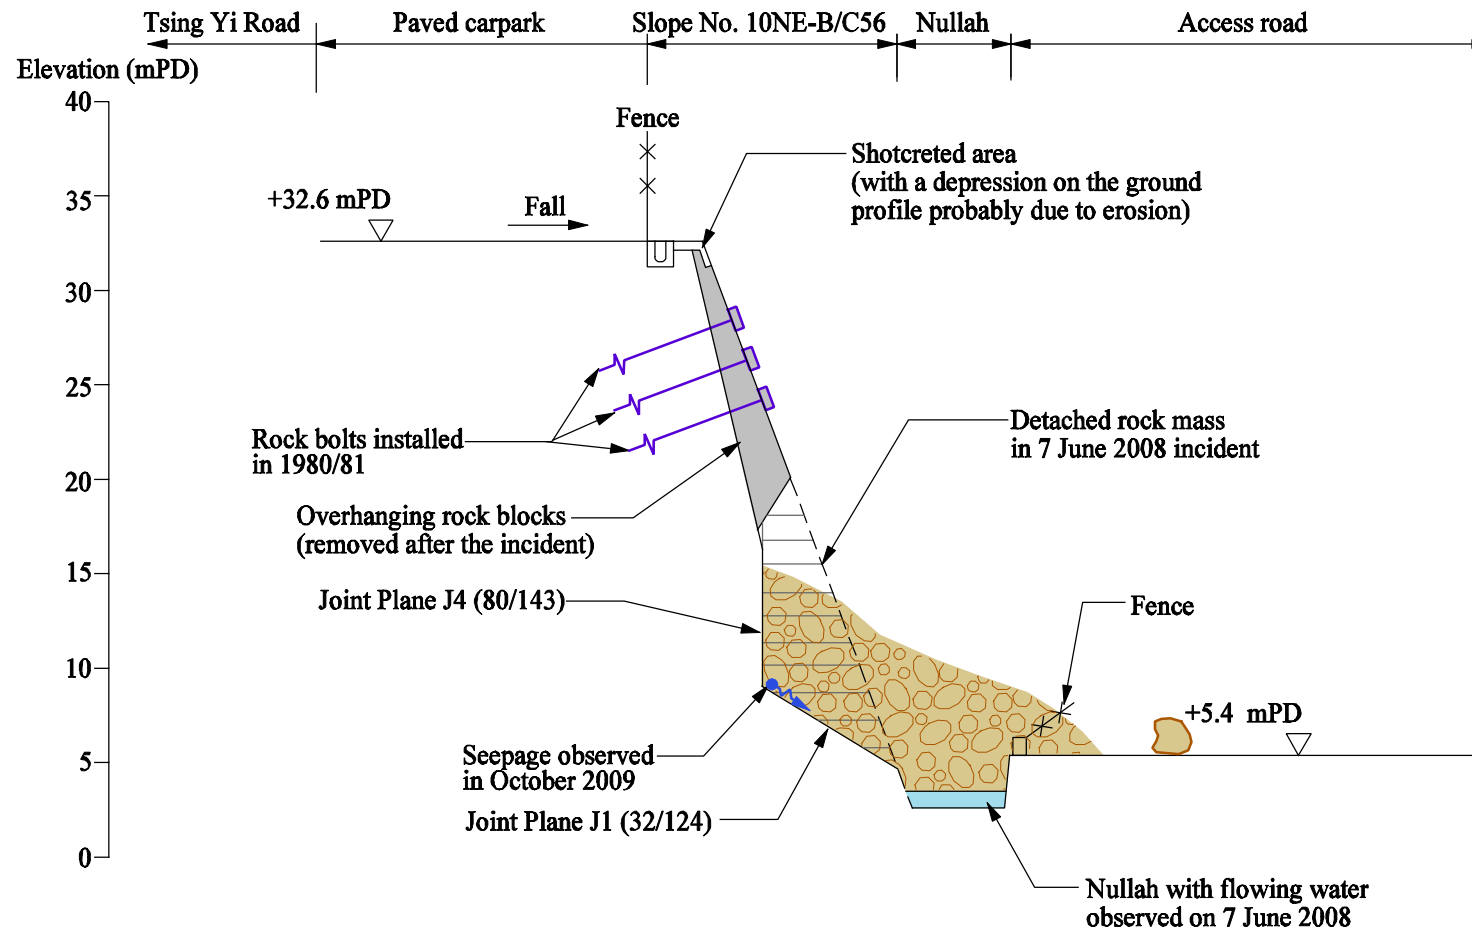 Tsing Yi Road
Paved carpark
Slope No. 10NE-B/C56
Nullah
Access road
Elevation (mPD)
40
35
30
25
20
15
10
5
0
Fence
Shotcreted area
(with a depression on the ground
profile probably due to erosion)
+32.6 mPD
Fall
Rock bolts installed
in 1980/81
Detached rock mass
in 7 June 2008 incident
Overhanging rock blocks
(removed after the incident)
Joint Plane J4 (80/143)
Fence
+5.4 mPD
Seepage observed
in October 2009
Joint Plane J1 (32/124)
Nullah with flowing water
observed on 7 June 2008